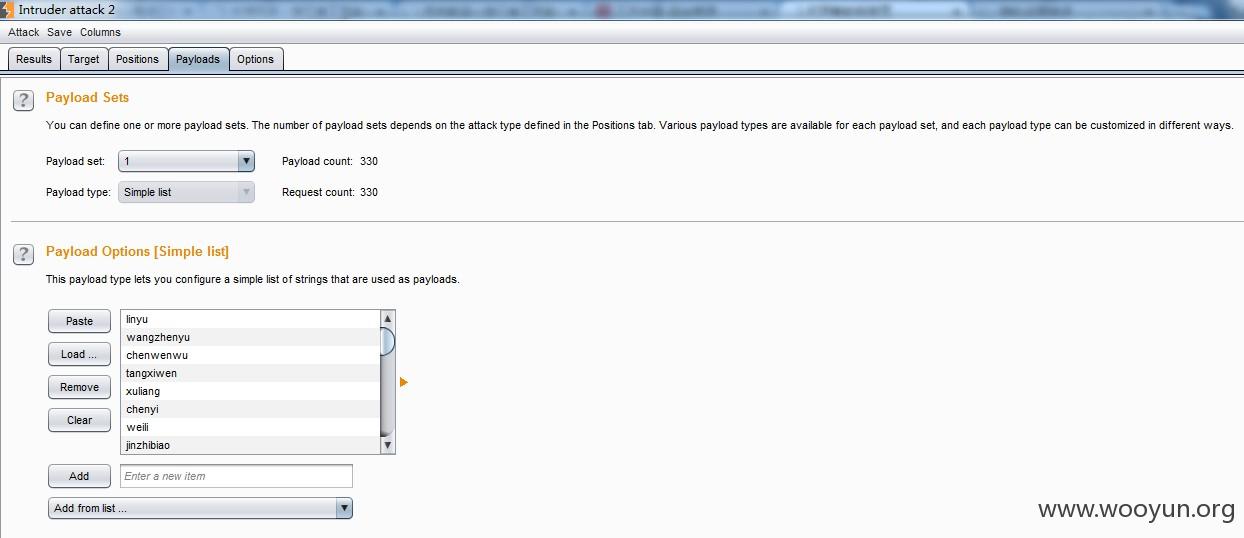 Intruder attack 2
Attack Save Columns
Results Target Positions Payloads Options
? Payload Sets
You can define one or more payload sets. The number of payload sets depends on the attack type defined in the Positions tab. Various payload types are available for each payload set, and each payload type can be customized in different ways.
Payload set: 1 Payload count: 330
Payload type: Simple list Request count: 330
? Payload Options [Simple list]
This payload type lets you configure a simple list of strings that are used as payloads.
Paste linyu
wangzhenyu
Load ... chenwenwu
tangxiwen
Remove xuliang
chenyi
Clear weili
jinzhibiao
Add Enter a new item
Add from list ...
www.wooyun.org